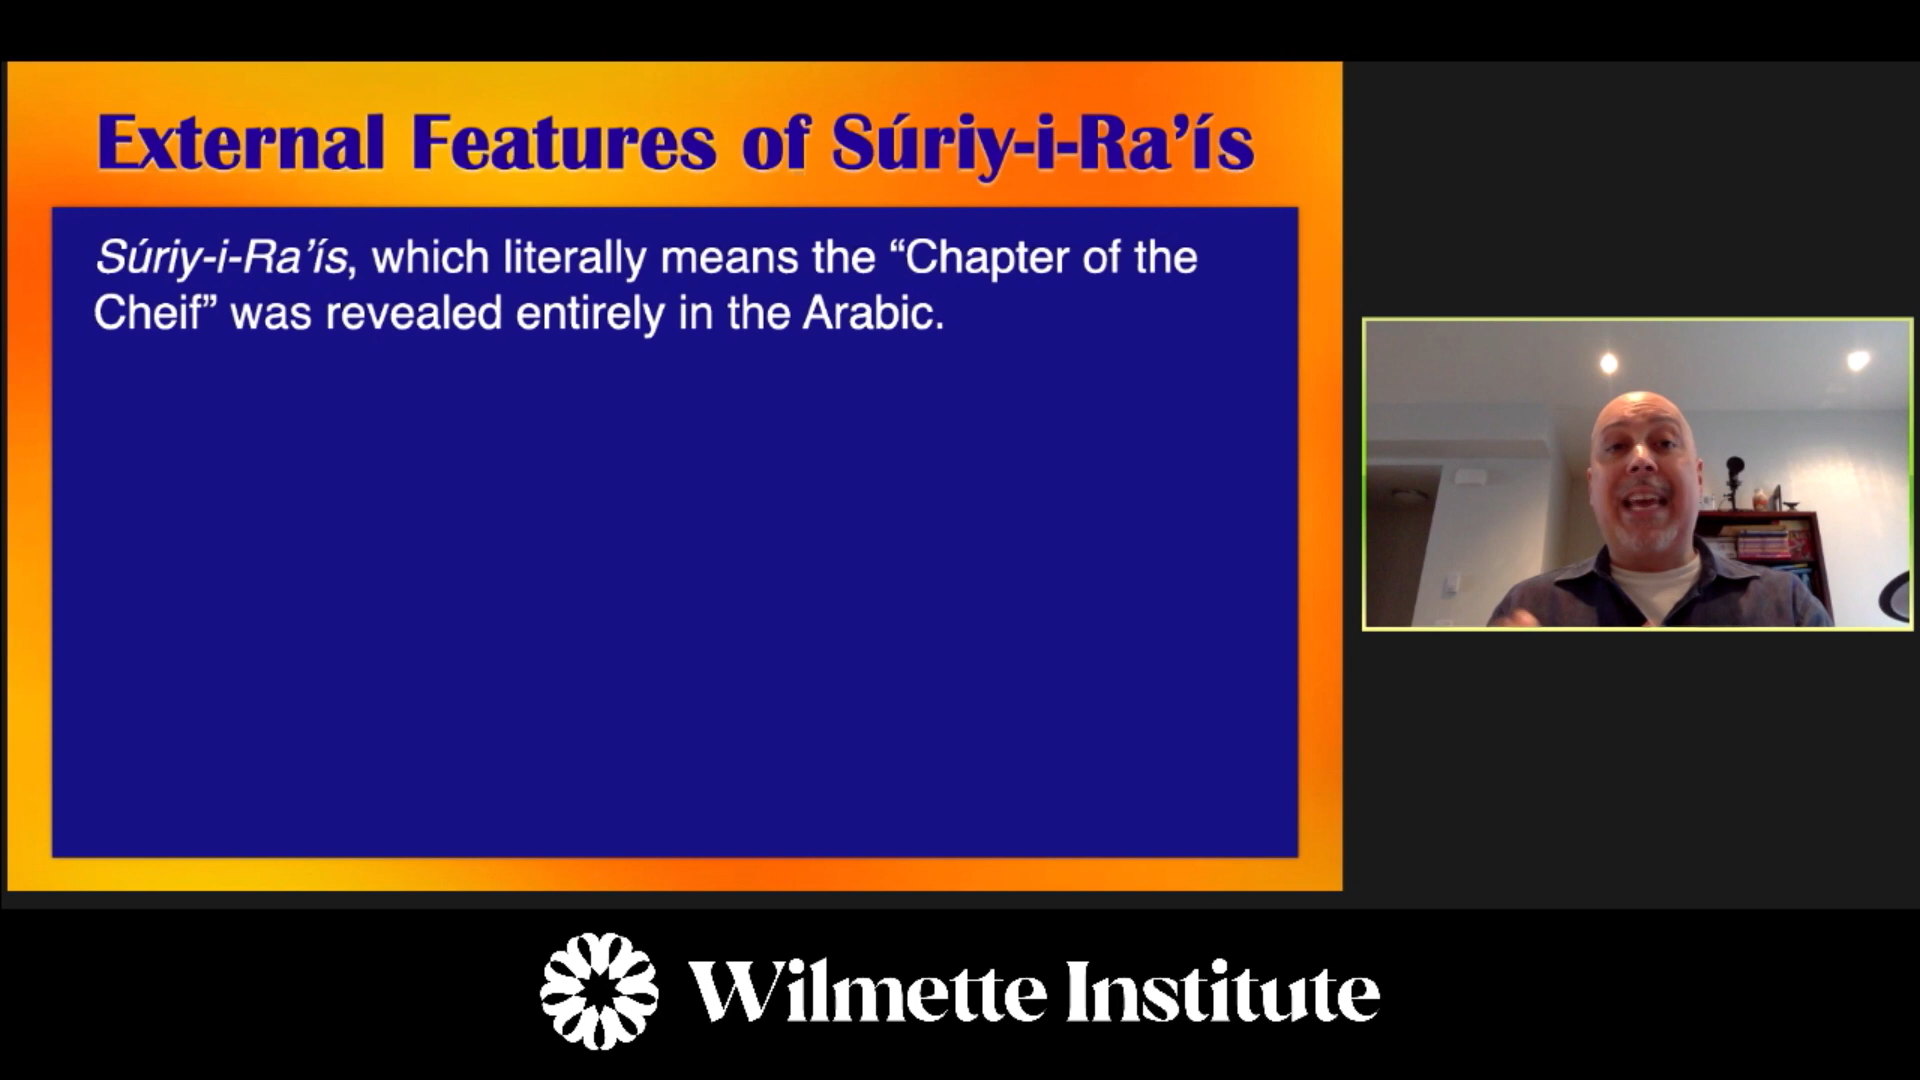 External Features of Súriy-i-Ra’ís
Súriy-i-Ra’ís, which literally means the “Chapter of the
Cheif” was revealed entirely in the Arabic.
Wilmette Institute